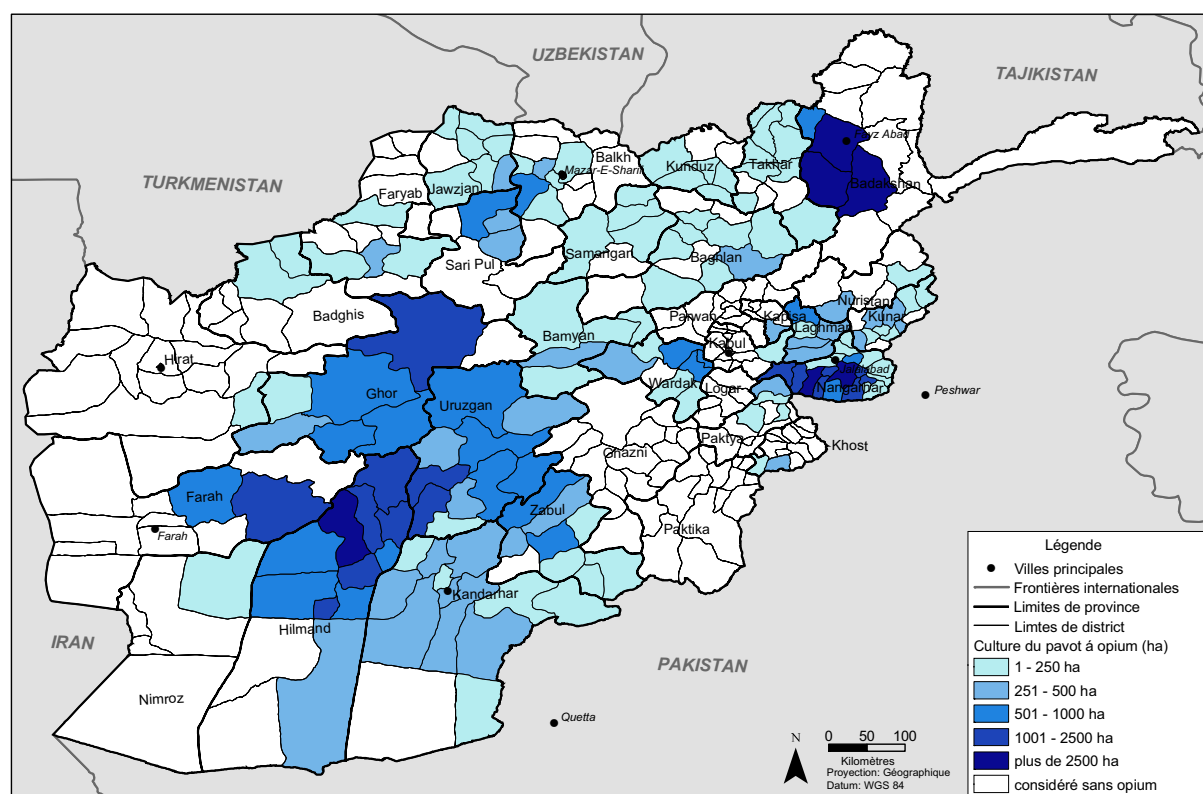 UZBEKISTAN
TAJIKISTAN
TURKMENISTAN
Fayz Abad
Balkh
Mazar-E-Sharif
Kunduz
Takhar
Badakshan
Faryab
Jawzjan
Sari Pul
Samangan
Baghlan
Badghis
Bamyan
Parwan
Kapisa
Nuristan
Kunar
Laghman
Hirat
Kabul
Jalalabad
Nangarhar
Peshwar
Ghor
Uruzgan
Wardak
Logar
Paktya
Khost
Ghazni
Farah
Farah
Zabul
Paktika
Kandarhar
Hilmand
IRAN
Nimroz
PAKISTAN
Quetta
N
0 50 100
Kilomètres
Proyection: Géographique
Datum: WGS 84
Légende
Villes principales
Frontières internationales
Limites de province
Limtes de district
Culture du pavot á opium (ha)
1 - 250 ha
251 - 500 ha
501 - 1000 ha
1001 - 2500 ha
plus de 2500 ha
considéré sans opium